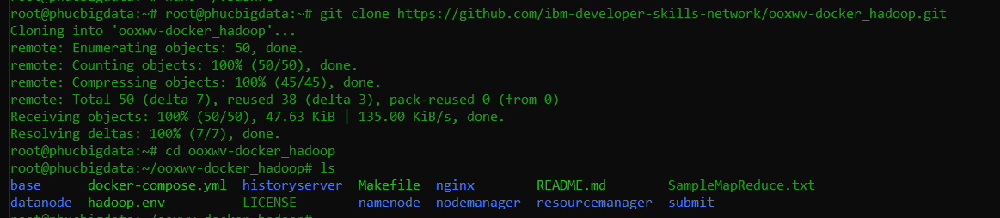 root@phucbigdata:~# root@phucbigdata:~# git clone https://github.com/ibm-developer-skills-network/ooxwv-docker_hadoop.git
Cloning into 'ooxwv-docker_hadoop'...
remote: Enumerating objects: 50, done.
remote: Counting objects: 100% (50/50), done.
remote: Compressing objects: 100% (45/45), done.
remote: Total 50 (delta 7), reused 38 (delta 3), pack-reused 0 (from 0)
Receiving objects: 100% (50/50), 47.63 KiB | 135.00 KiB/s, done.
Resolving deltas: 100% (7/7), done.
root@phucbigdata:~# cd ooxwv-docker_hadoop
root@phucbigdata:~/ooxwv-docker_hadoop# ls
base docker-compose.yml historyserver Makefile nginx README.md SampleMapReduce.txt
datanode hadoop.env LICENSE namenode nodemanager resourcemanager submit